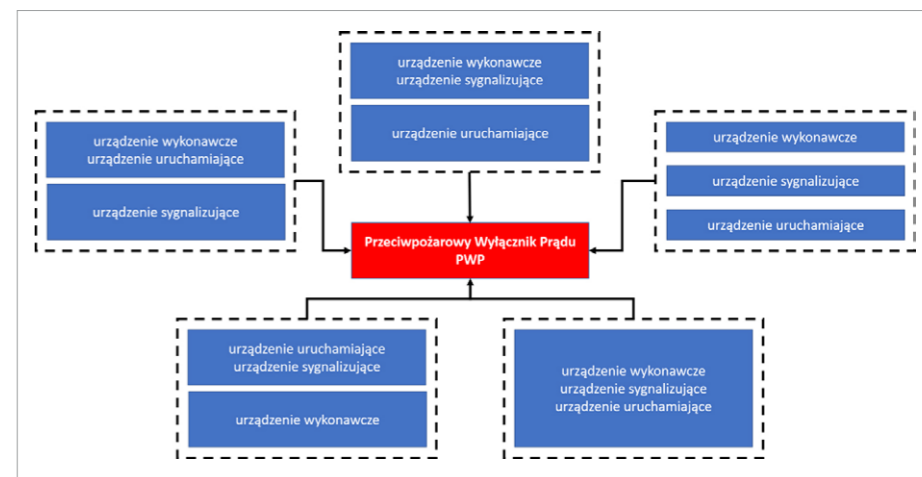 urządzenie wykonawcze
urządzenie sygnalizujące
urządzenie uruchamiające
urządzenie wykonawcze
urządzenie uruchamiające
urządzenie sygnalizujące
urządzenie wykonawcze
urządzenie sygnalizujące
urządzenie uruchamiające
Przeciwpożarowy Wyłącznik Prądu
PWP
urządzenie uruchamiające
urządzenie sygnalizujące
urządzenie wykonawcze
urządzenie wykonawcze
urządzenie sygnalizujące
urządzenie uruchamiające